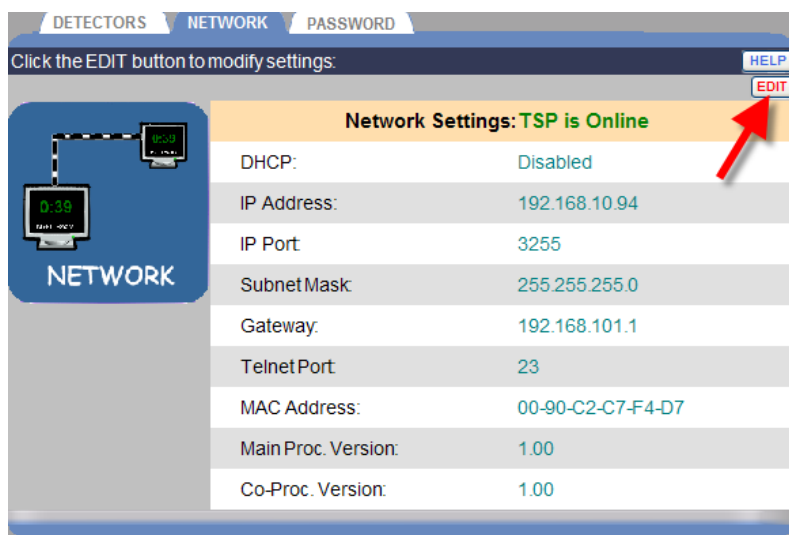 DETECTORS NETWORK PASSWORD
Click the EDIT button to modify settings: HELP
EDIT
Network Settings: TSP is Online
DHCP: Disabled
IP Address: 192.168.10.94
IP Port: 3255
Subnet Mask: 255.255.255.0
Gateway: 192.168.101.1
Telnet Port: 23
MAC Address: 00-90-C2-C7-F4-D7
Main Proc. Version: 1.00
Co-Proc. Version: 1.00
0:39
0:39
NETWORK